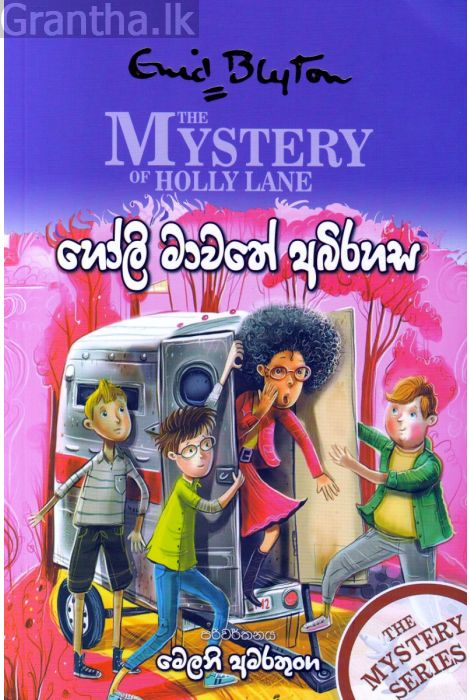 Grantha.lk
Enid Blyton
THE
MYSTERY
OF HOLLY LANE
හෝලි මාවතේ අබිරහස
12
පරිවර්තනය
මෙලනි අමරතුංග
THE
MYSTERY
SERIES